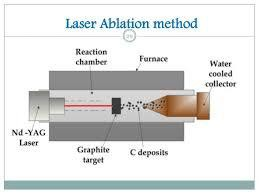 Laser Ablation method
Reaction
chamber
Furnace
Water
cooled
collector
Nd -YAG
Laser
Graphite
target
C deposits